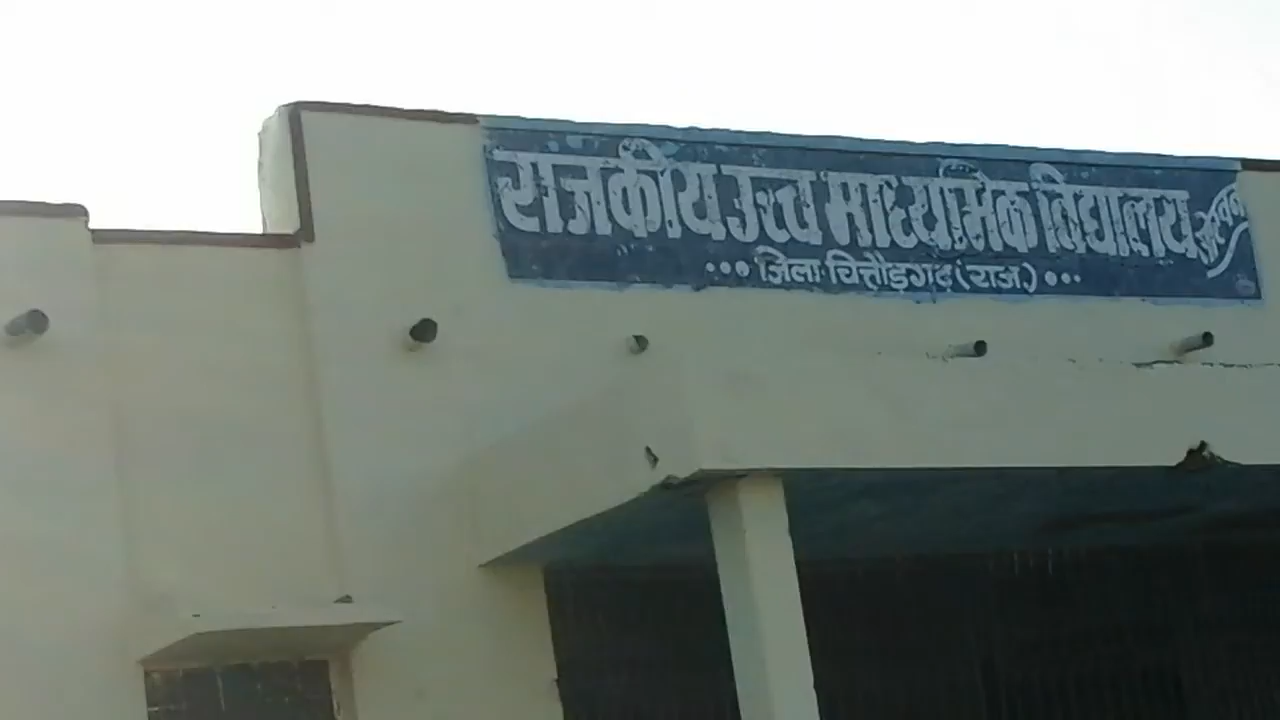 राजकीय उच्च माध्यमिक विद्यालय
••• जिला चित्तौड़गढ़ (राज.) •••